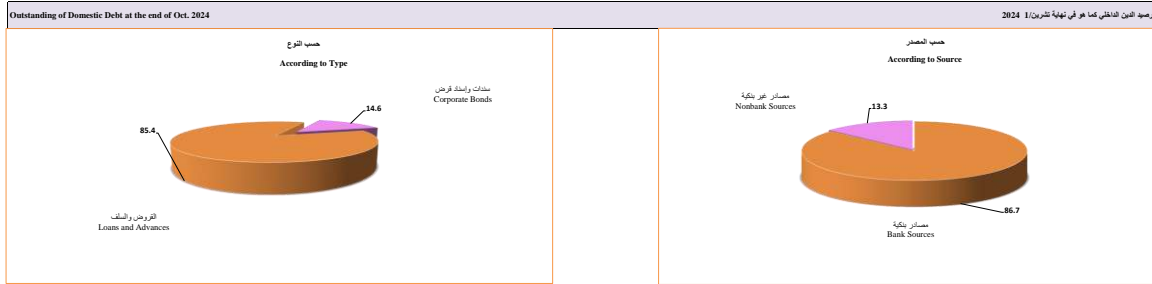 Outstanding of Domestic Debt at the end of Oct. 2024
رصيد الدين الداخلي كما هو في نهاية تشرين/1 2024
حسب النوع
According to Type
سندات وإسناد قرض
Corporate Bonds
14.6
85.4
القروض والسلف
Loans and Advances
حسب المصدر
According to Source
مصادر غير بنكية
Nonbank Sources
13.3
86.7
مصادر بنكية
Bank Sources